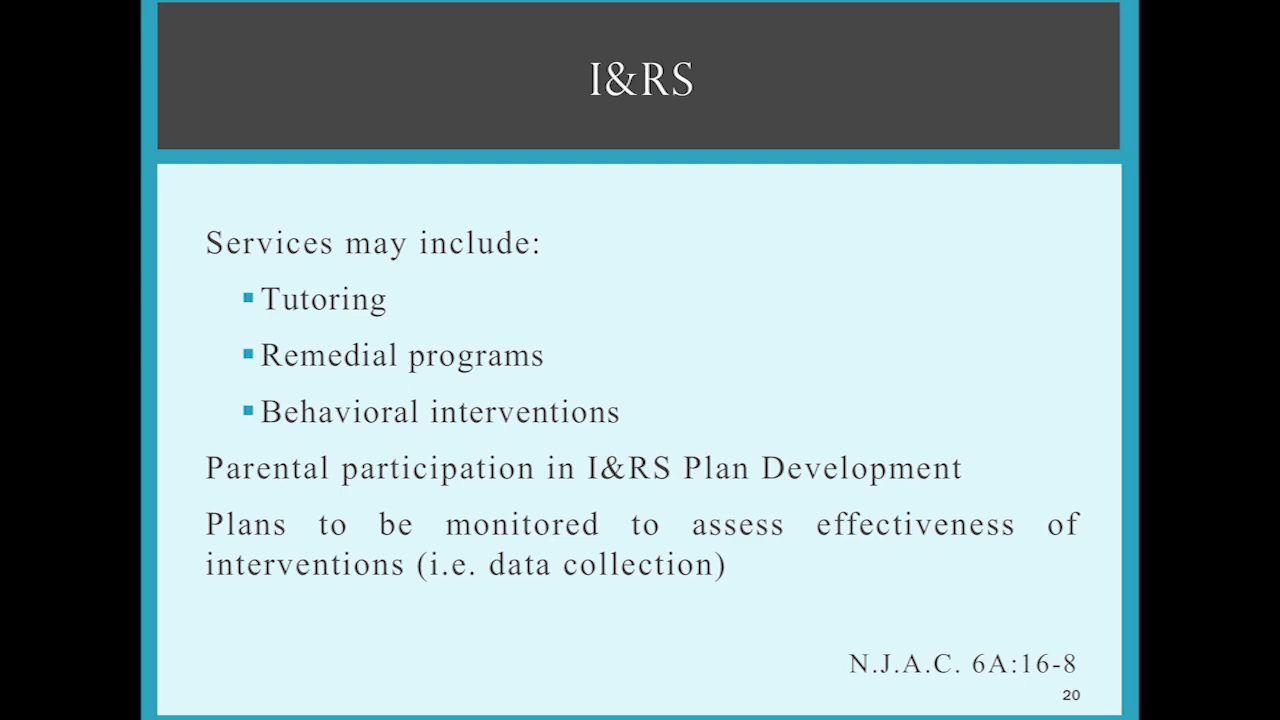 I&RS
Services may include:
▪ Tutoring
▪ Remedial programs
▪ Behavioral interventions
Parental participation in I&RS Plan Development
Plans to be monitored to assess effectiveness of
interventions (i.e. data collection)
N.J.A.C. 6A:16-8
20